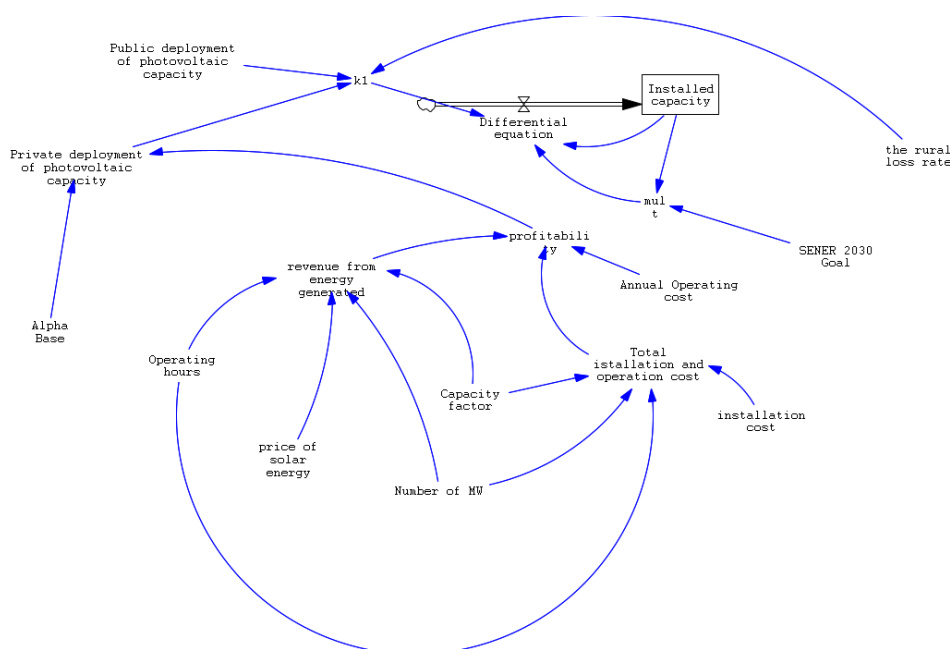 Public deployment
of photovoltaic
capacity
k1
Installed
capacity
Differential
equation
Private deployment
of photovoltaic
capacity
the rural
loss rate
mul
t
profitabili
ty
SENER 2030
Goal
revenue from
energy
generated
Annual Operating
cost
Alpha
Base
Operating
hours
Total
istallation and
operation cost
Capacity
factor
installation
cost
price of
solar
energy
Number of MW